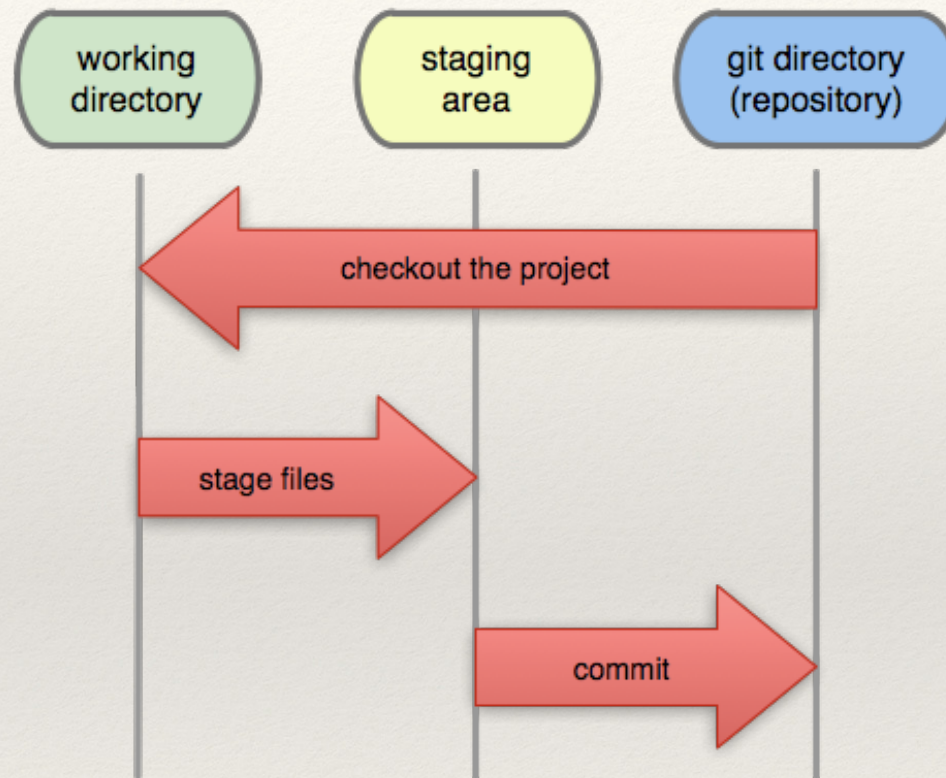 working
directory
staging
area
git directory
(repository)
checkout the project
stage files
commit